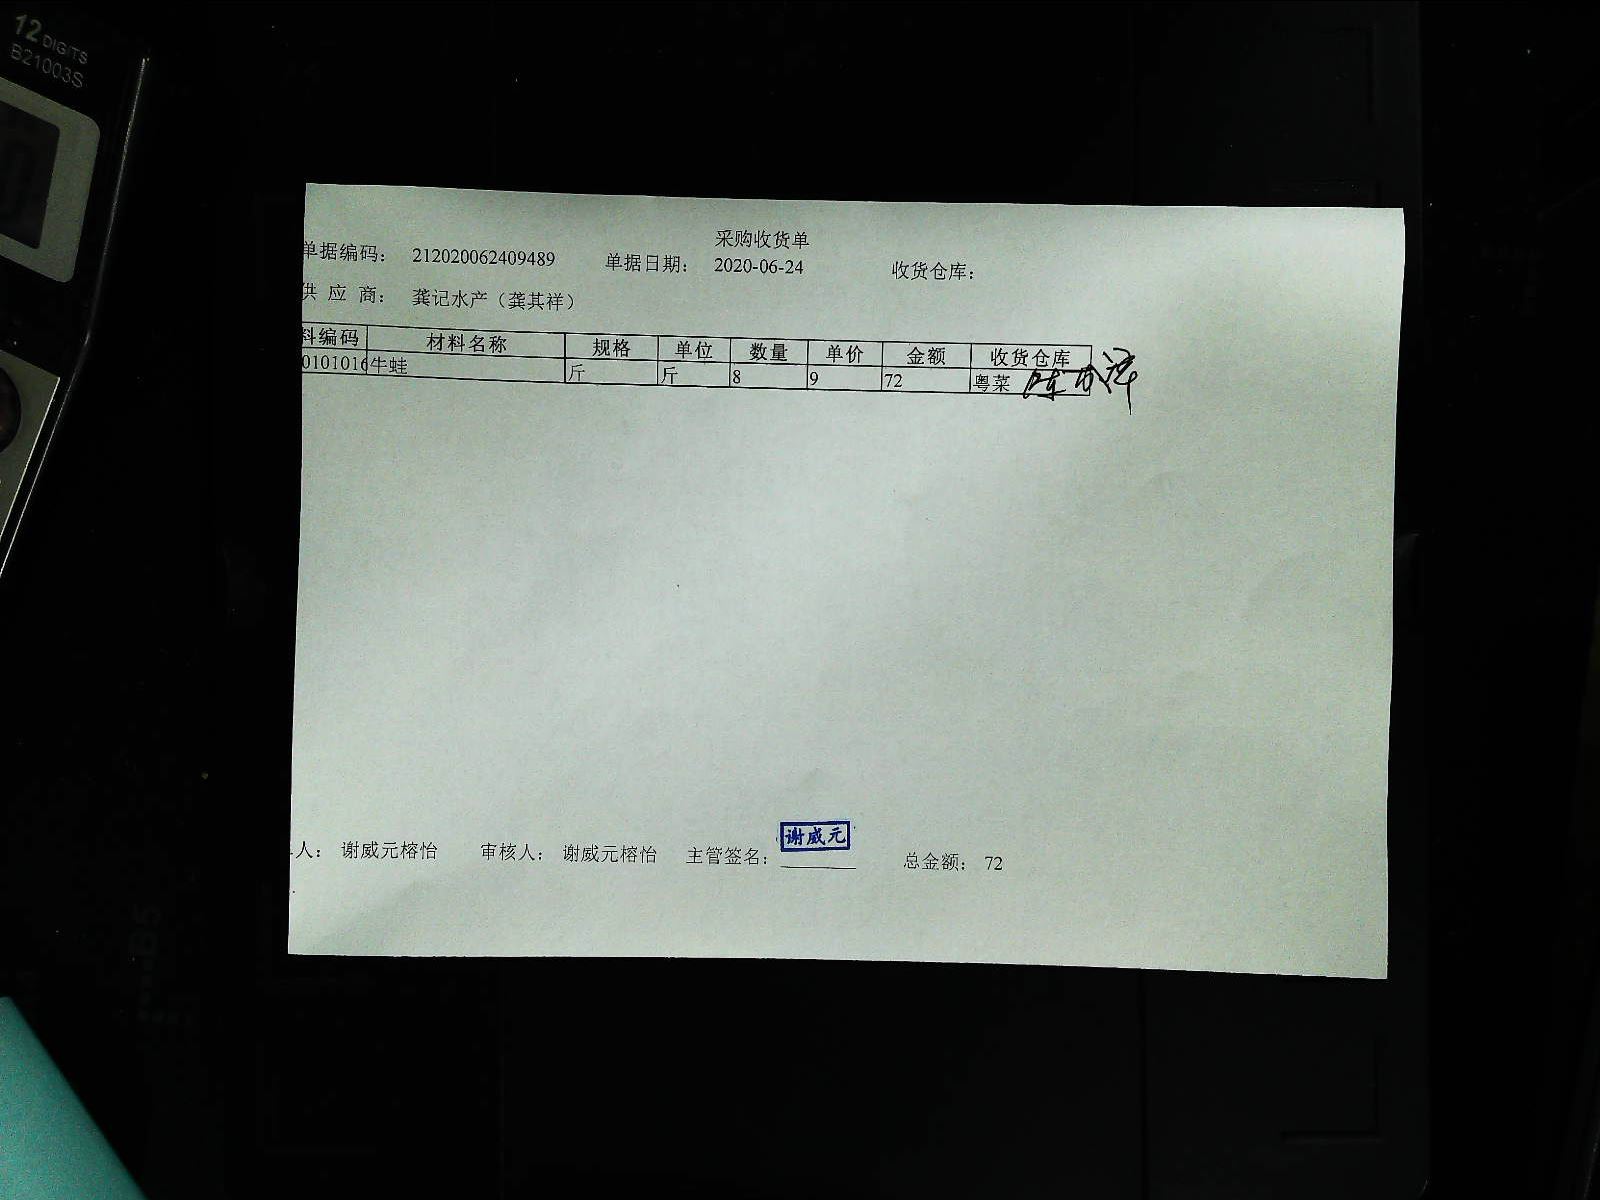 12 DIGITS
B21003S
采购收货单
单据编码： 212020062409489 单据日期： 2020-06-24 收货仓库：
供 应 商： 龚记水产（龚其祥）
料编码 材料名称 规格 单位 数量 单价 金额 收货仓库
0101016 牛蛙 斤 斤 8 9 72 粤菜
谢威元
人： 谢威元榕怡 审核人： 谢威元榕怡 主管签名： 总金额： 72
B5